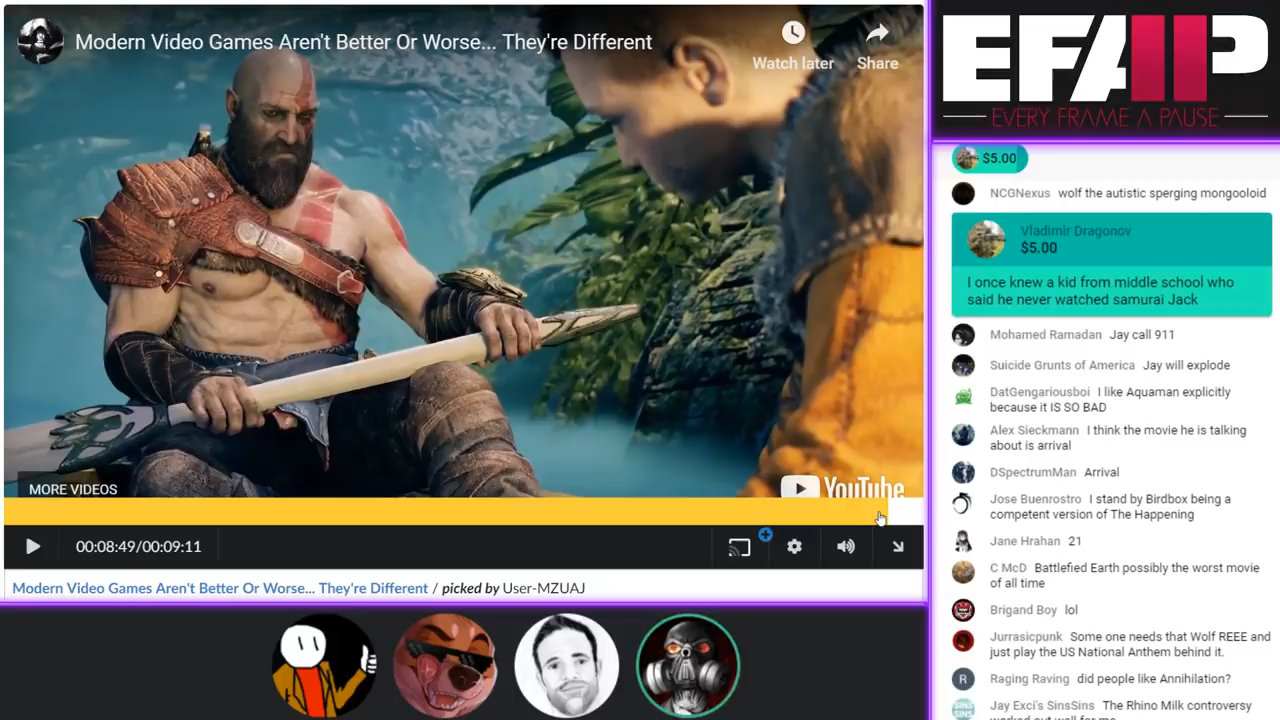 Modern Video Games Aren't Better Or Worse... They're Different
Watch later
Share
MORE VIDEOS
YouTube
00:08:49/00:09:11
Modern Video Games Aren't Better Or Worse... They're Different / picked by User-MZUAJ
EFAP
EVERY FRAME A PAUSE
$5.00
NCGNexus wolf the autistic sperging mongooloid
Vladimir Dragonov
$5.00
I once knew a kid from middle school who
said he never watched samurai Jack
Mohamed Ramadan Jay call 911
Suicide Grunts of America Jay will explode
DatGengariousboi I like Aquaman explicitly
because it IS SO BAD
Alex Sieckmann I think the movie he is talking
about is arrival
DSpectrumMan Arrival
Jose Buenrostro I stand by Birdbox being a
competent version of The Happening
Jane Hrahan 21
C McD Battlefied Earth possibly the worst movie
of all time
Brigand Boy lol
Jurrasicpunk Some one needs that Wolf REEE and
just play the US National Anthem behind it.
R
Raging Raving did people like Annihilation?
Jay Exci's SinsSins The Rhino Milk controversy
worked out well for me